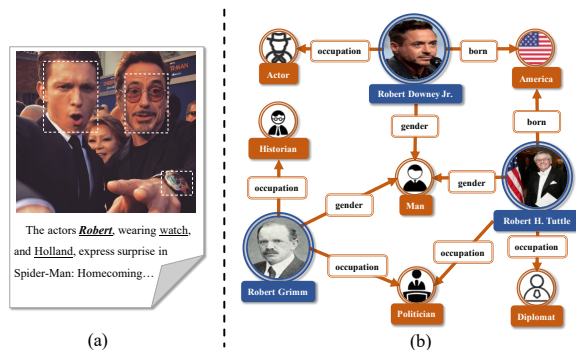 The actors Robert, wearing watch,
and Holland, express surprise in
Spider-Man: Homecoming…
(a)
Actor
occupation
Robert Downey Jr.
born
America
Historian
gender
born
occupation
Man
gender
gender
Robert H. Tuttle
Robert Grimm
occupation
occupation
occupation
Politician
Diplomat
(b)